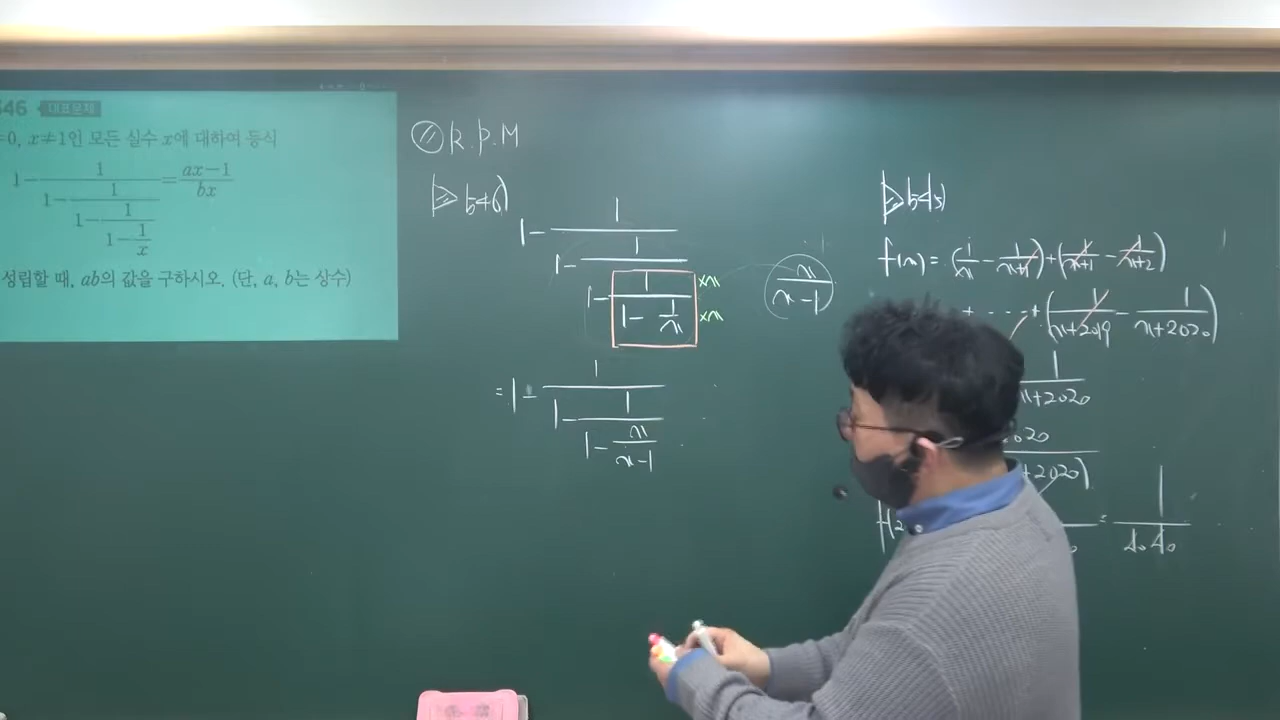 546 대표문제
≠0, x≠1인 모든 실수 x에 대하여 등식
1-1/(1-1/(1-1/(1-1/x)))=(ax-1)/(bx)
성립할 때, ab의 값을 구하시오. (단, a, b는 상수)
R.P.M
546)
1-1/(1-1/(1-1/(1-1/x)))
×x
×x
x/(x-1)
=1-1/(1-1/(1-x/(x-1)))
545)
f(x)=(1/x-1/(x+1))+(1/(x+1)-1/(x+2))
+...+(1/(x+2019)-1/(x+2020))
1/(x+2020)
2020
+2020)
f(2
=1/4040